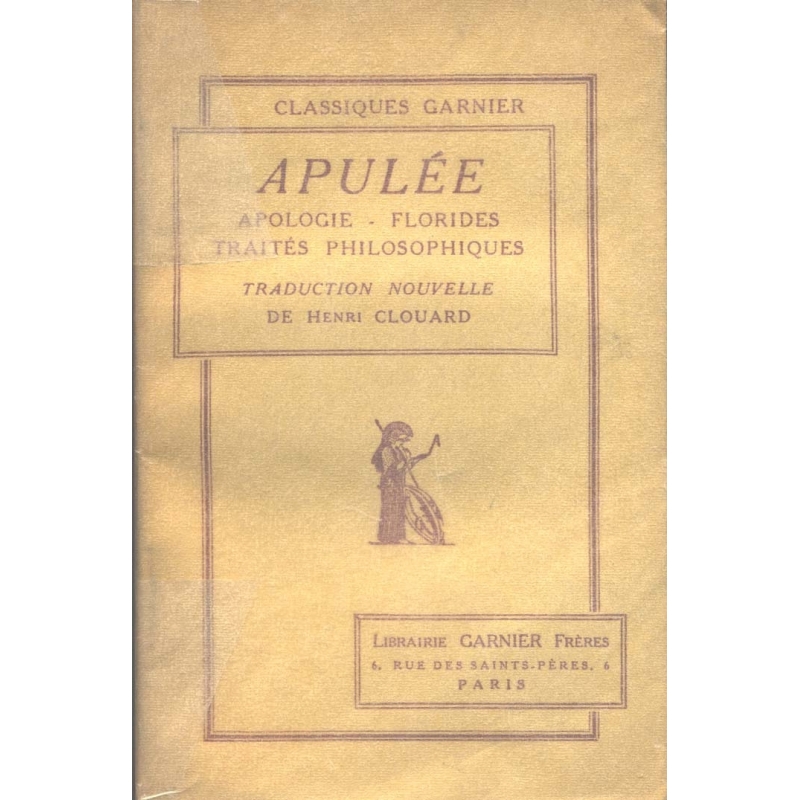 CLASSIQUES GARNIER
APULÉE
APOLOGIE - FLORIDES
TRAITÉS PHILOSOPHIQUES
TRADUCTION NOUVELLE
DE HENRI CLOUARD
LIBRAIRIE GARNIER FRÈRES
6, RUE DES SAINTS-PÈRES, 6
PARIS